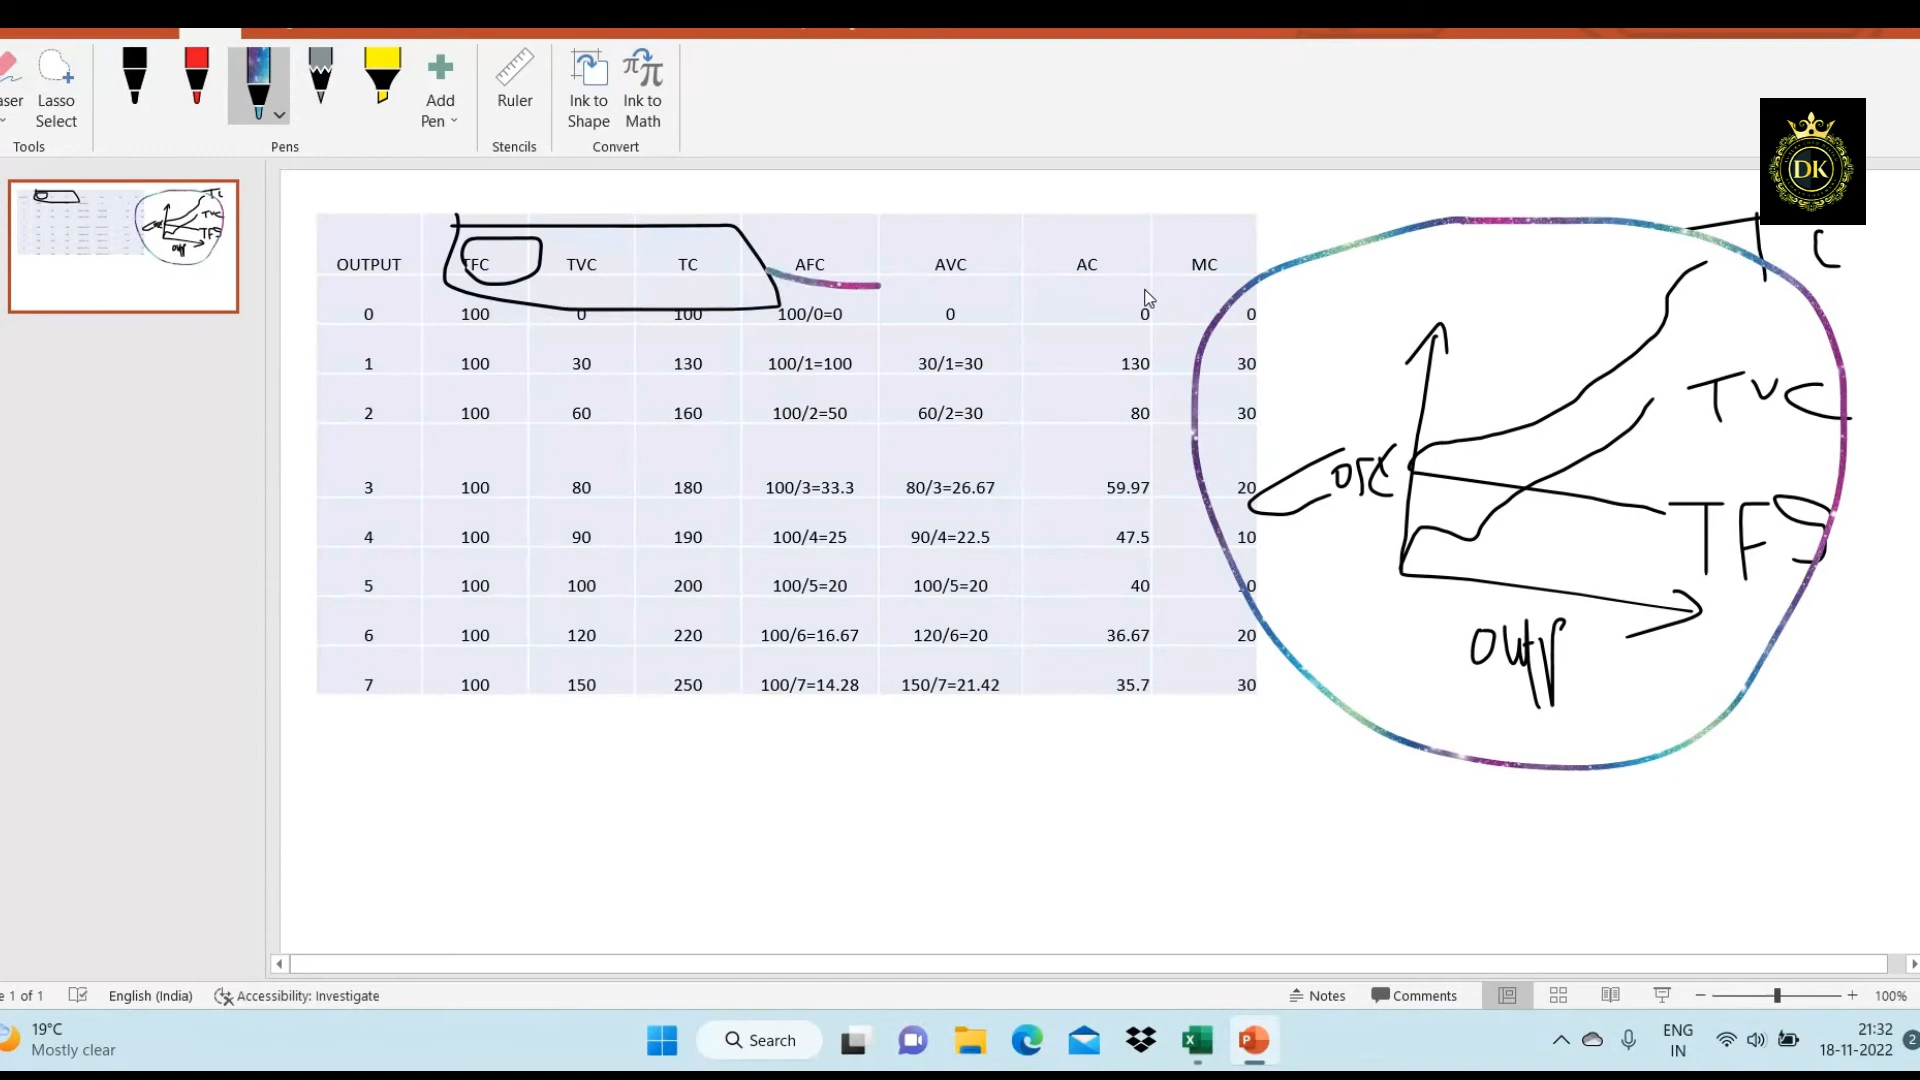 aser
Lasso
Select
Add
Pen
Ruler
Ink to
Shape
Ink to
Math
Tools
Pens
Stencils
Convert
DK
OUTPUT TFC TVC TC AFC AVC AC MC
0 100 0 100 100/0=0 0 0 0
1 100 30 130 100/1=100 30/1=30 130 30
2 100 60 160 100/2=50 60/2=30 80 30
3 100 80 180 100/3=33.3 80/3=26.67 59.97 20
4 100 90 190 100/4=25 90/4=22.5 47.5 10
5 100 100 200 100/5=20 100/5=20 40 10
6 100 120 220 100/6=16.67 120/6=20 36.67 20
7 100 150 250 100/7=14.28 150/7=21.42 35.7 30
TC
TVC
Cost
TFS
outp
e 1 of 1
English (India)
Accessibility: Investigate
Notes
Comments
100%
19°C
Mostly clear
Search
ENG
IN
21:32
18-11-2022
2